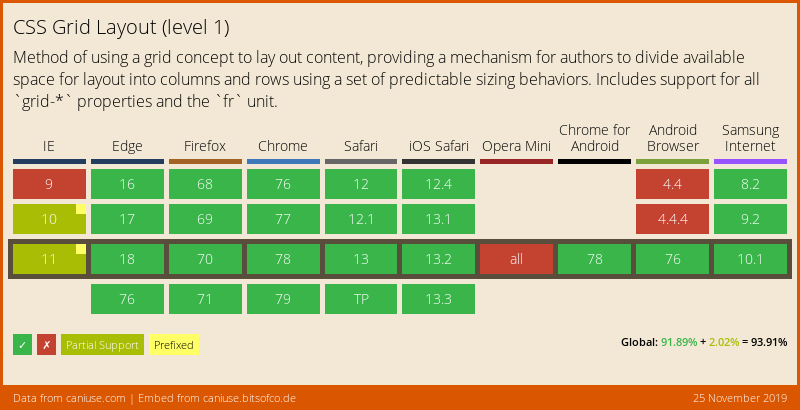 CSS Grid Layout (level 1)
Method of using a grid concept to lay out content, providing a mechanism for authors to divide available
space for layout into columns and rows using a set of predictable sizing behaviors. Includes support for all
`grid-*` properties and the `fr` unit.
IE Edge Firefox Chrome Safari iOS Safari Opera Mini Chrome for Android Android Browser Samsung Internet
9 16 68 76 12 12.4 4.4 8.2
10 17 69 77 12.1 13.1 4.4.4 9.2
11 18 70 78 13 13.2 all 78 76 10.1
76 71 79 TP 13.3
✓ ✗ Partial Support Prefixed
Global: 91.89% + 2.02% = 93.91%
Data from caniuse.com | Embed from caniuse.bitsofco.de
25 November 2019